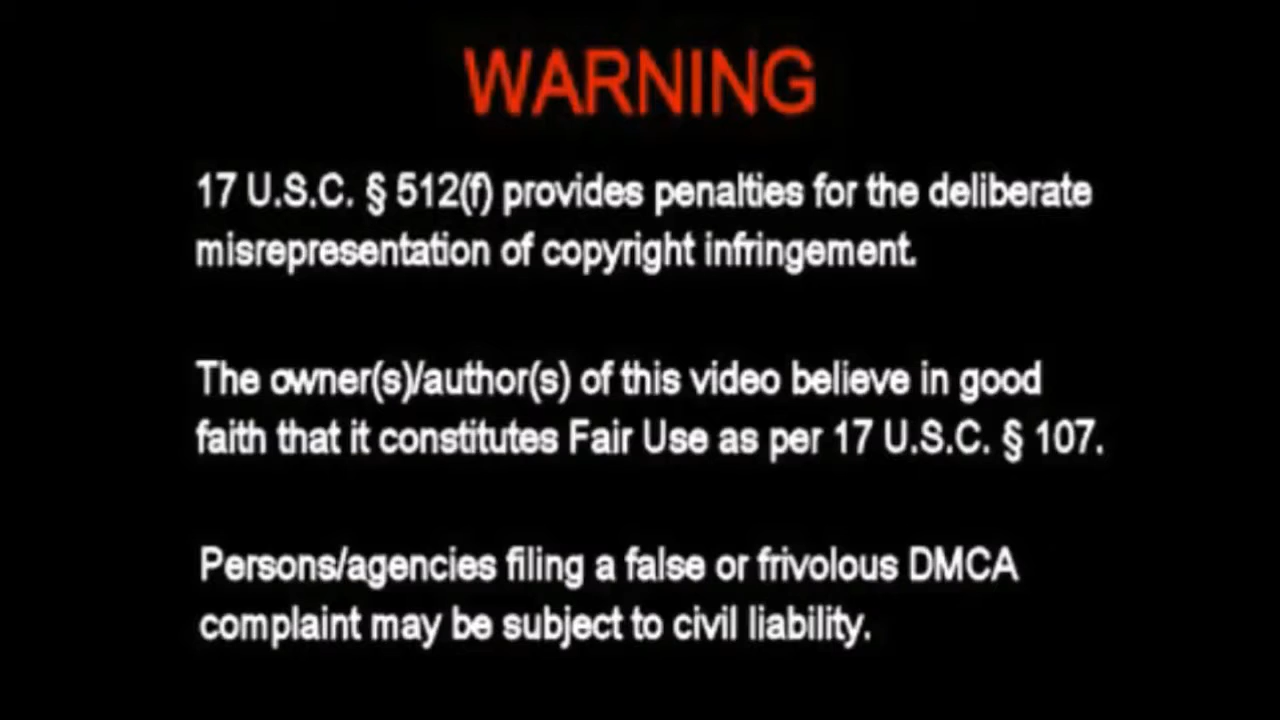 WARNING
17 U.S.C. § 512(f) provides penalties for the deliberate
misrepresentation of copyright infringement.
The owner(s)/author(s) of this video believe in good
faith that it constitutes Fair Use as per 17 U.S.C. § 107.
Persons/agencies filing a false or frivolous DMCA
complaint may be subject to civil liability.